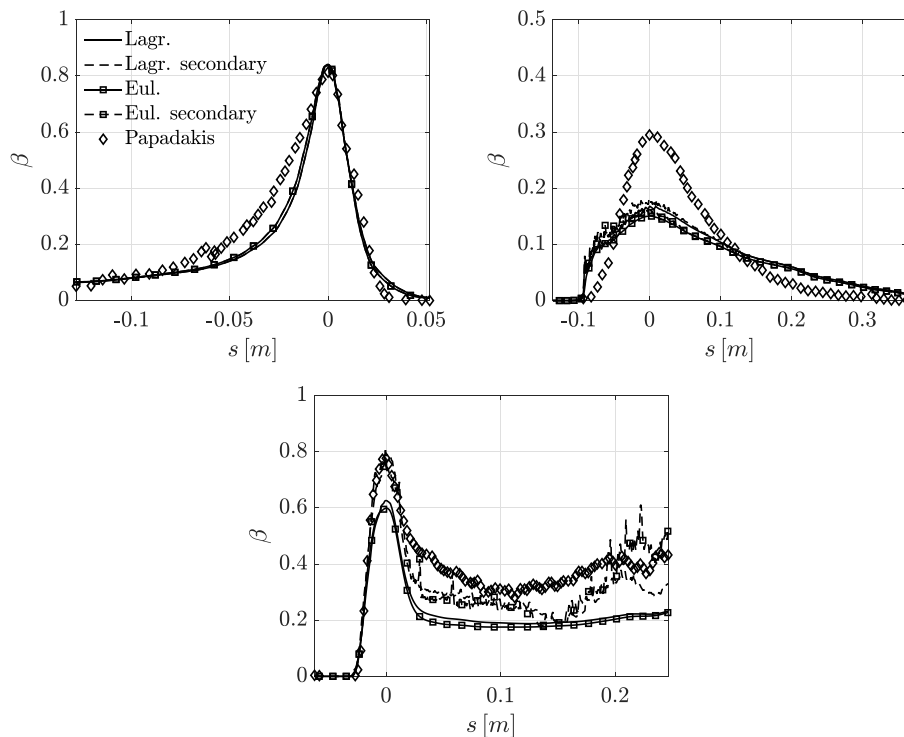 1
0.8
0.6
0.4
0.2
0
β
-0.1
-0.05
0
0.05
s [m]
Lagr.
Lagr. secondary
Eul.
Eul. secondary
Papadakis
0.5
0.4
0.3
0.2
0.1
0
β
-0.1
0
0.1
0.2
0.3
s [m]
1
0.8
0.6
0.4
0.2
0
β
0
0.1
0.2
s [m]